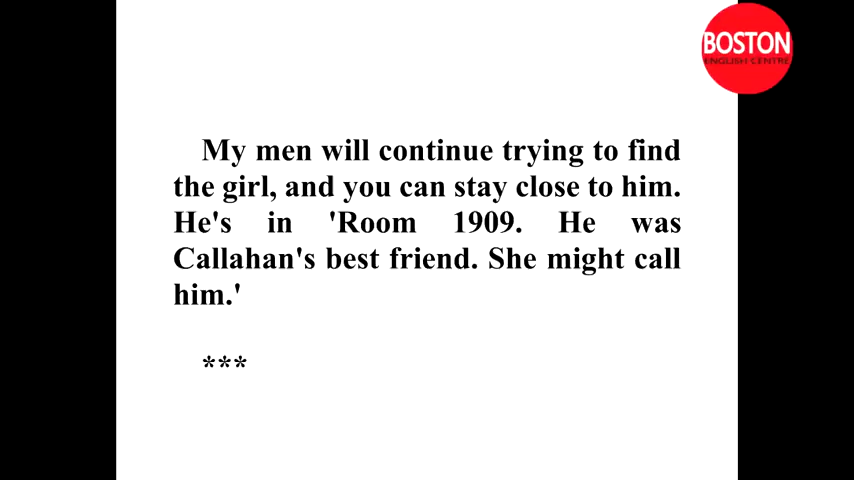 BOSTON
ENGLISH CENTRE
My men will continue trying to find
the girl, and you can stay close to him.
He's in 'Room 1909. He was
Callahan's best friend. She might call
him.'
***